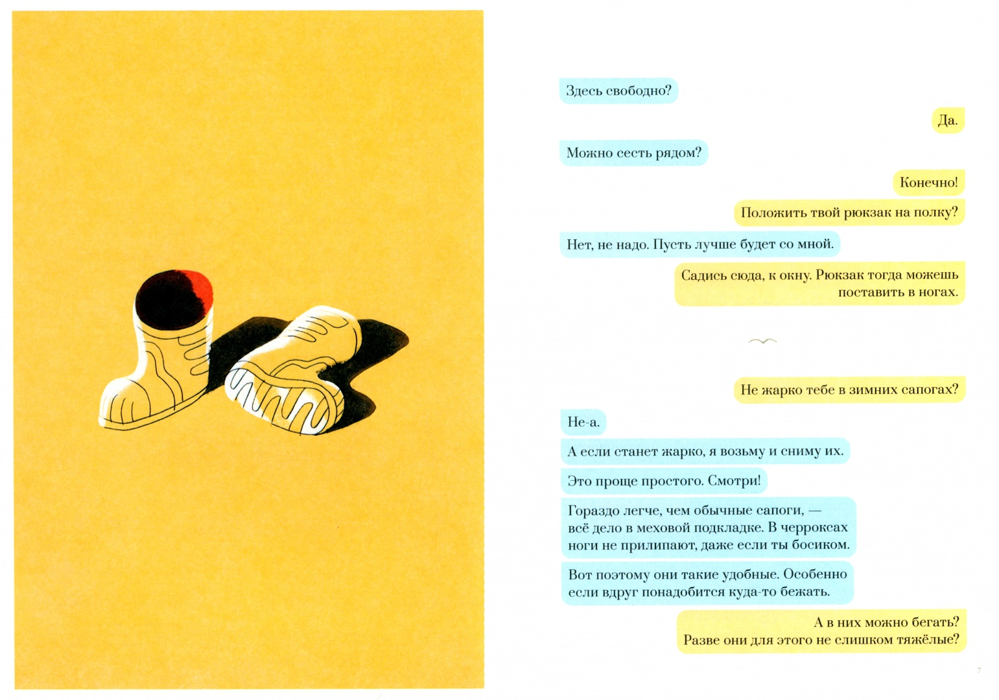 Здесь свободно?
Да.
Можно сесть рядом?
Конечно!
Положить твой рюкзак на полку?
Нет, не надо. Пусть лучше будет со мной.
Садись сюда, к окну. Рюкзак тогда можешь
поставить в ногах.
Не жарко тебе в зимних сапогах?
Не-а.
А если станет жарко, я возьму и сниму их.
Это проще простого. Смотри!
Гораздо легче, чем обычные сапоги, —
всё дело в меховой подкладке. В черроксах
ноги не прилипают, даже если ты босиком.
Вот поэтому они такие удобные. Особенно
если вдруг понадобится куда-то бежать.
А в них можно бегать?
Разве они для этого не слишком тяжёлые?
7